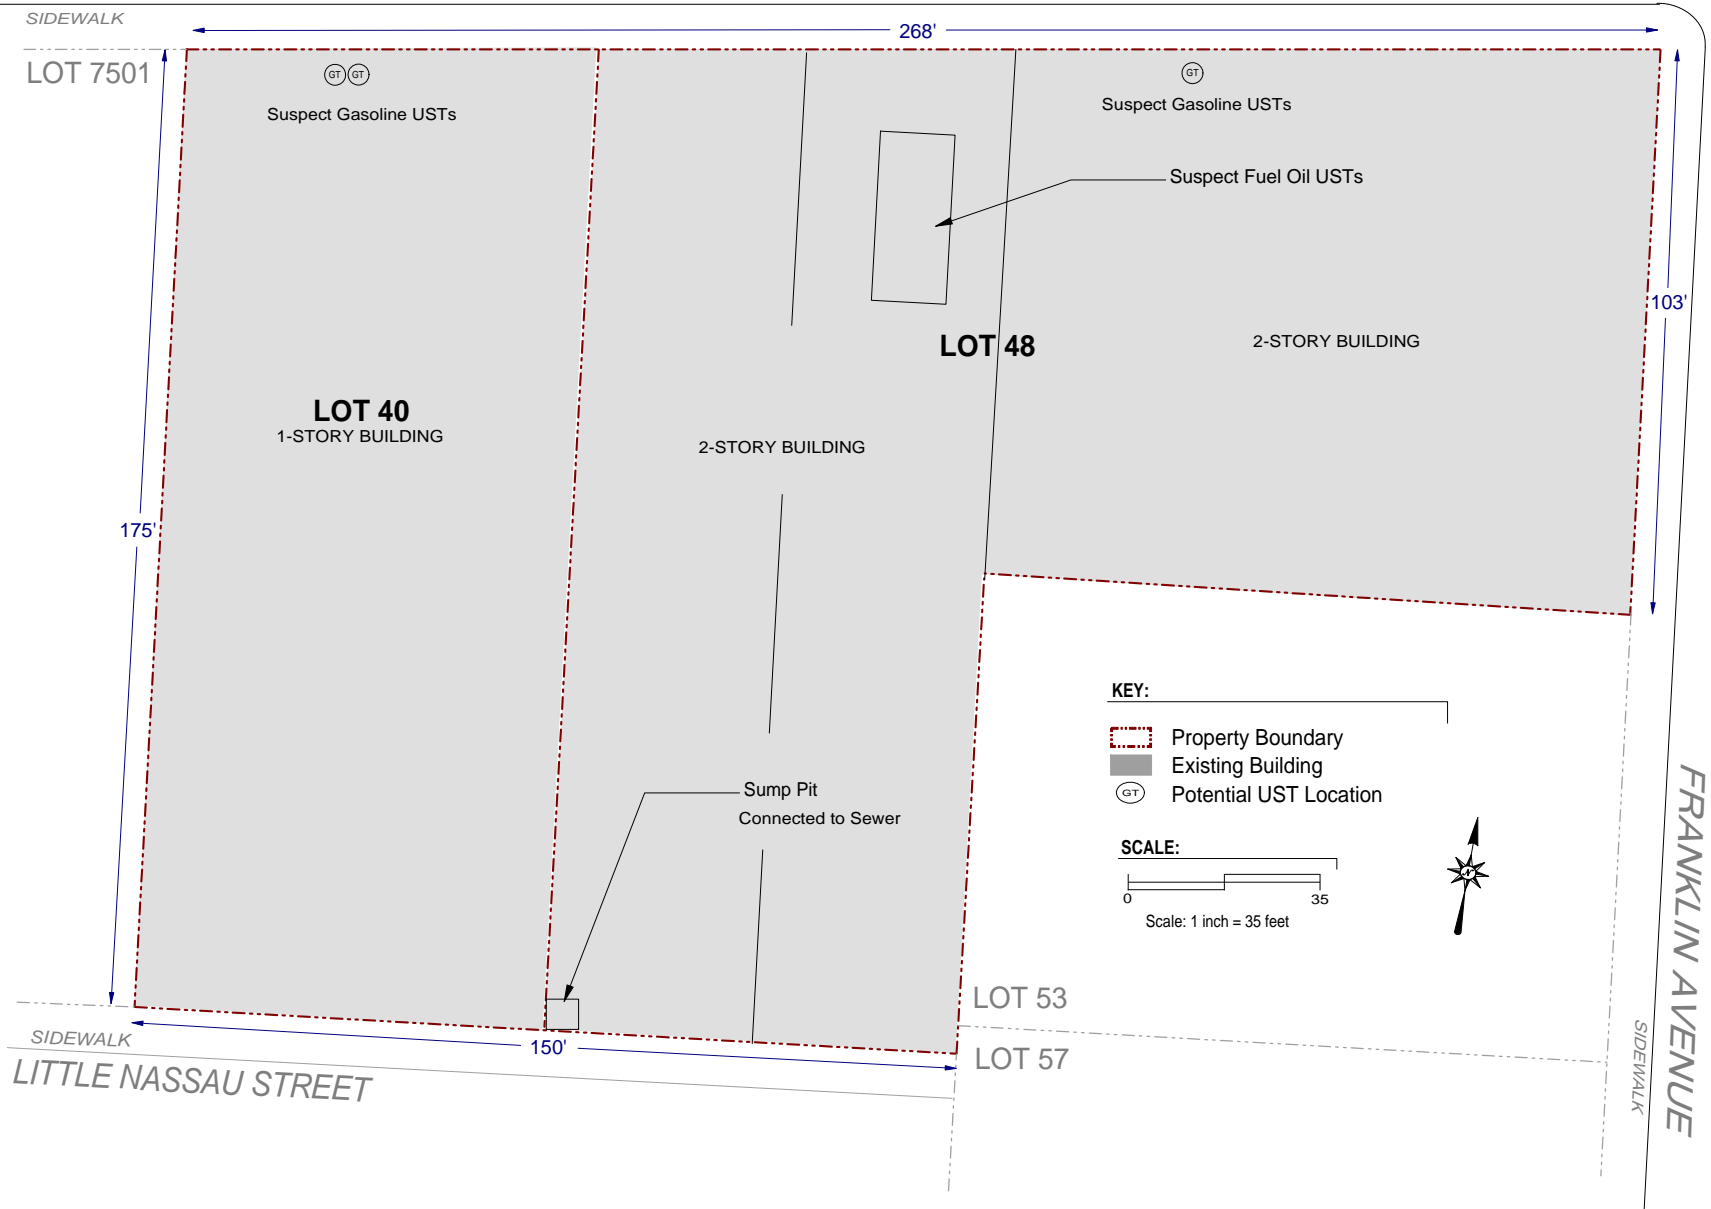 SIDEWALK
268'
LOT 7501
GT GT
GT
Suspect Gasoline USTs
Suspect Gasoline USTs
Suspect Fuel Oil USTs
103'
LOT 48
2-STORY BUILDING
LOT 40
1-STORY BUILDING
2-STORY BUILDING
175'
KEY:
Property Boundary
Existing Building
GT Potential UST Location
Sump Pit
Connected to Sewer
SCALE:
0 35
Scale: 1 inch = 35 feet
N
FRANKLIN AVENUE
SIDEWALK
LOT 53
LOT 57
SIDEWALK
150'
LITTLE NASSAU STREET